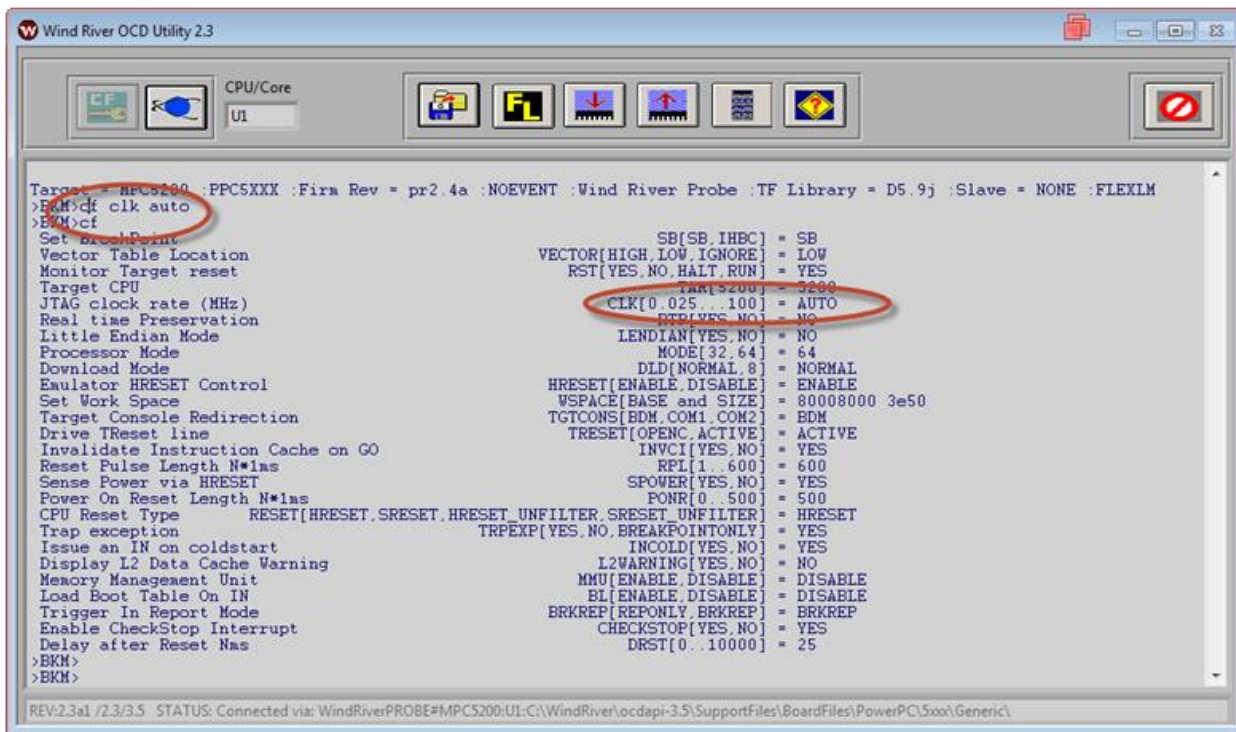 Wind River OCD Utility 2.3
CPU/Core
CF
U1
FL
?
Target = MPC5200 :PPC5XXX :Firm Rev = pr2.4a :NOEVENT :Wind River Probe :TF Library = D5.9j :Slave = NONE :FLEXLM
>BKM>cf clk auto
>BKM>cf
Set BreakPoint SB[SB,IHBC] = SB
Vector Table Location VECTOR[HIGH,LOW,IGNORE] = LOW
Monitor Target reset RST[YES,NO,HALT,RUN] = YES
Target CPU TAR[5200] = 5200
JTAG clock rate (MHz) CLK[0.025...100] = AUTO
Real time Preservation RTP[YES,NO] = NO
Little Endian Mode LENDIAN[YES,NO] = NO
Processor Mode MODE[32,64] = 64
Download Mode DLD[NORMAL,8] = NORMAL
Emulator HRESET Control HRESET[ENABLE,DISABLE] = ENABLE
Set Work Space WSPACE[BASE and SIZE] = 80008000 3e50
Target Console Redirection TGTCONS[BDM,COM1,COM2] = BDM
Drive TReset line TRESET[OPENC,ACTIVE] = ACTIVE
Invalidate Instruction Cache on GO INVCI[YES,NO] = YES
Reset Pulse Length N*1ms RPL[1..600] = 600
Sense Power via HRESET SPOWER[YES,NO] = YES
Power On Reset Length N*1ms PONR[0..500] = 500
CPU Reset Type RESET[HRESET,SRESET,HRESET_UNFILTER,SRESET_UNFILTER] = HRESET
Trap exception TRPEXP[YES,NO,BREAKPOINTONLY] = YES
Issue an IN on coldstart INCOLD[YES,NO] = YES
Display L2 Data Cache Warning L2WARNING[YES,NO] = NO
Memory Management Unit MMU[ENABLE,DISABLE] = DISABLE
Load Boot Table On IN BL[ENABLE,DISABLE] = DISABLE
Trigger In Report Mode BRKREP[REPONLY,BRKREP] = BRKREP
Enable CheckStop Interrupt CHECKSTOP[YES,NO] = YES
Delay after Reset Nms DRST[0..10000] = 25
>BKM>
>BKM>
REV:2.3a1 /2.3/3.5 STATUS: Connected via: WindRiverPROBE#MPC5200:U1:C:\WindRiver\ocdapi-3.5\SupportFiles\BoardFiles\PowerPC\5xxx\Generic\